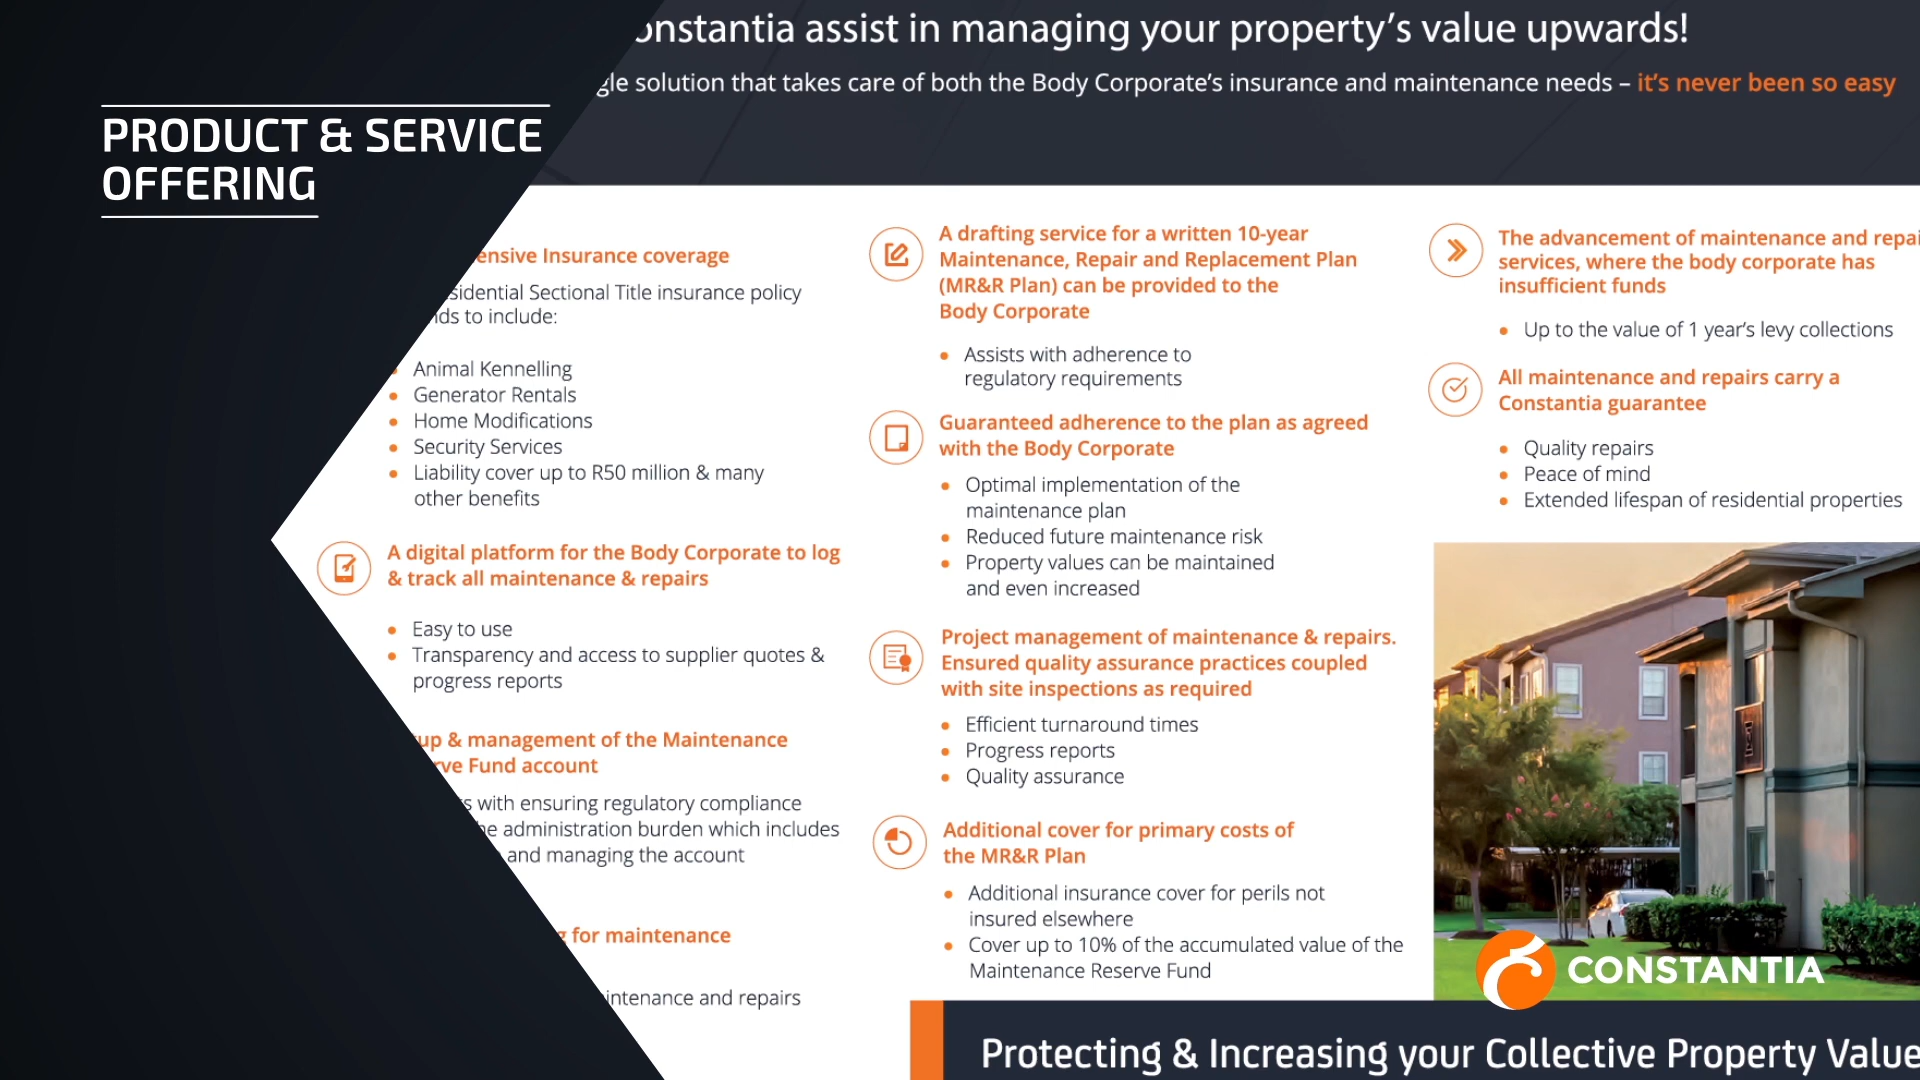 PRODUCT & SERVICE
OFFERING
onstantia assist in managing your property's value upwards!
gle solution that takes care of both the Body Corporate's insurance and maintenance needs – it's never been so easy
ensive Insurance coverage
sidential Sectional Title insurance policy
nds to include:
• Animal Kennelling
• Generator Rentals
• Home Modifications
• Security Services
• Liability cover up to R50 million & many
other benefits
A digital platform for the Body Corporate to log
& track all maintenance & repairs
• Easy to use
• Transparency and access to supplier quotes &
progress reports
up & management of the Maintenance
rve Fund account
s with ensuring regulatory compliance
he administration burden which includes
and managing the account
g for maintenance
intenance and repairs
A drafting service for a written 10-year
Maintenance, Repair and Replacement Plan
(MR&R Plan) can be provided to the
Body Corporate
• Assists with adherence to
regulatory requirements
Guaranteed adherence to the plan as agreed
with the Body Corporate
• Optimal implementation of the
maintenance plan
• Reduced future maintenance risk
• Property values can be maintained
and even increased
Project management of maintenance & repairs.
Ensured quality assurance practices coupled
with site inspections as required
• Efficient turnaround times
• Progress reports
• Quality assurance
Additional cover for primary costs of
the MR&R Plan
• Additional insurance cover for perils not
insured elsewhere
• Cover up to 10% of the accumulated value of the
Maintenance Reserve Fund
The advancement of maintenance and repai
services, where the body corporate has
insufficient funds
• Up to the value of 1 year's levy collections
All maintenance and repairs carry a
Constantia guarantee
• Quality repairs
• Peace of mind
• Extended lifespan of residential properties
CONSTANTIA
Protecting & Increasing your Collective Property Value